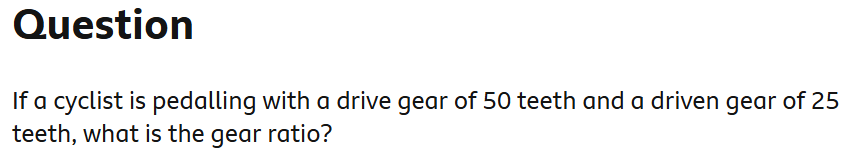 Question
If a cyclist is pedalling with a drive gear of 50 teeth and a driven gear of 25
teeth, what is the gear ratio?